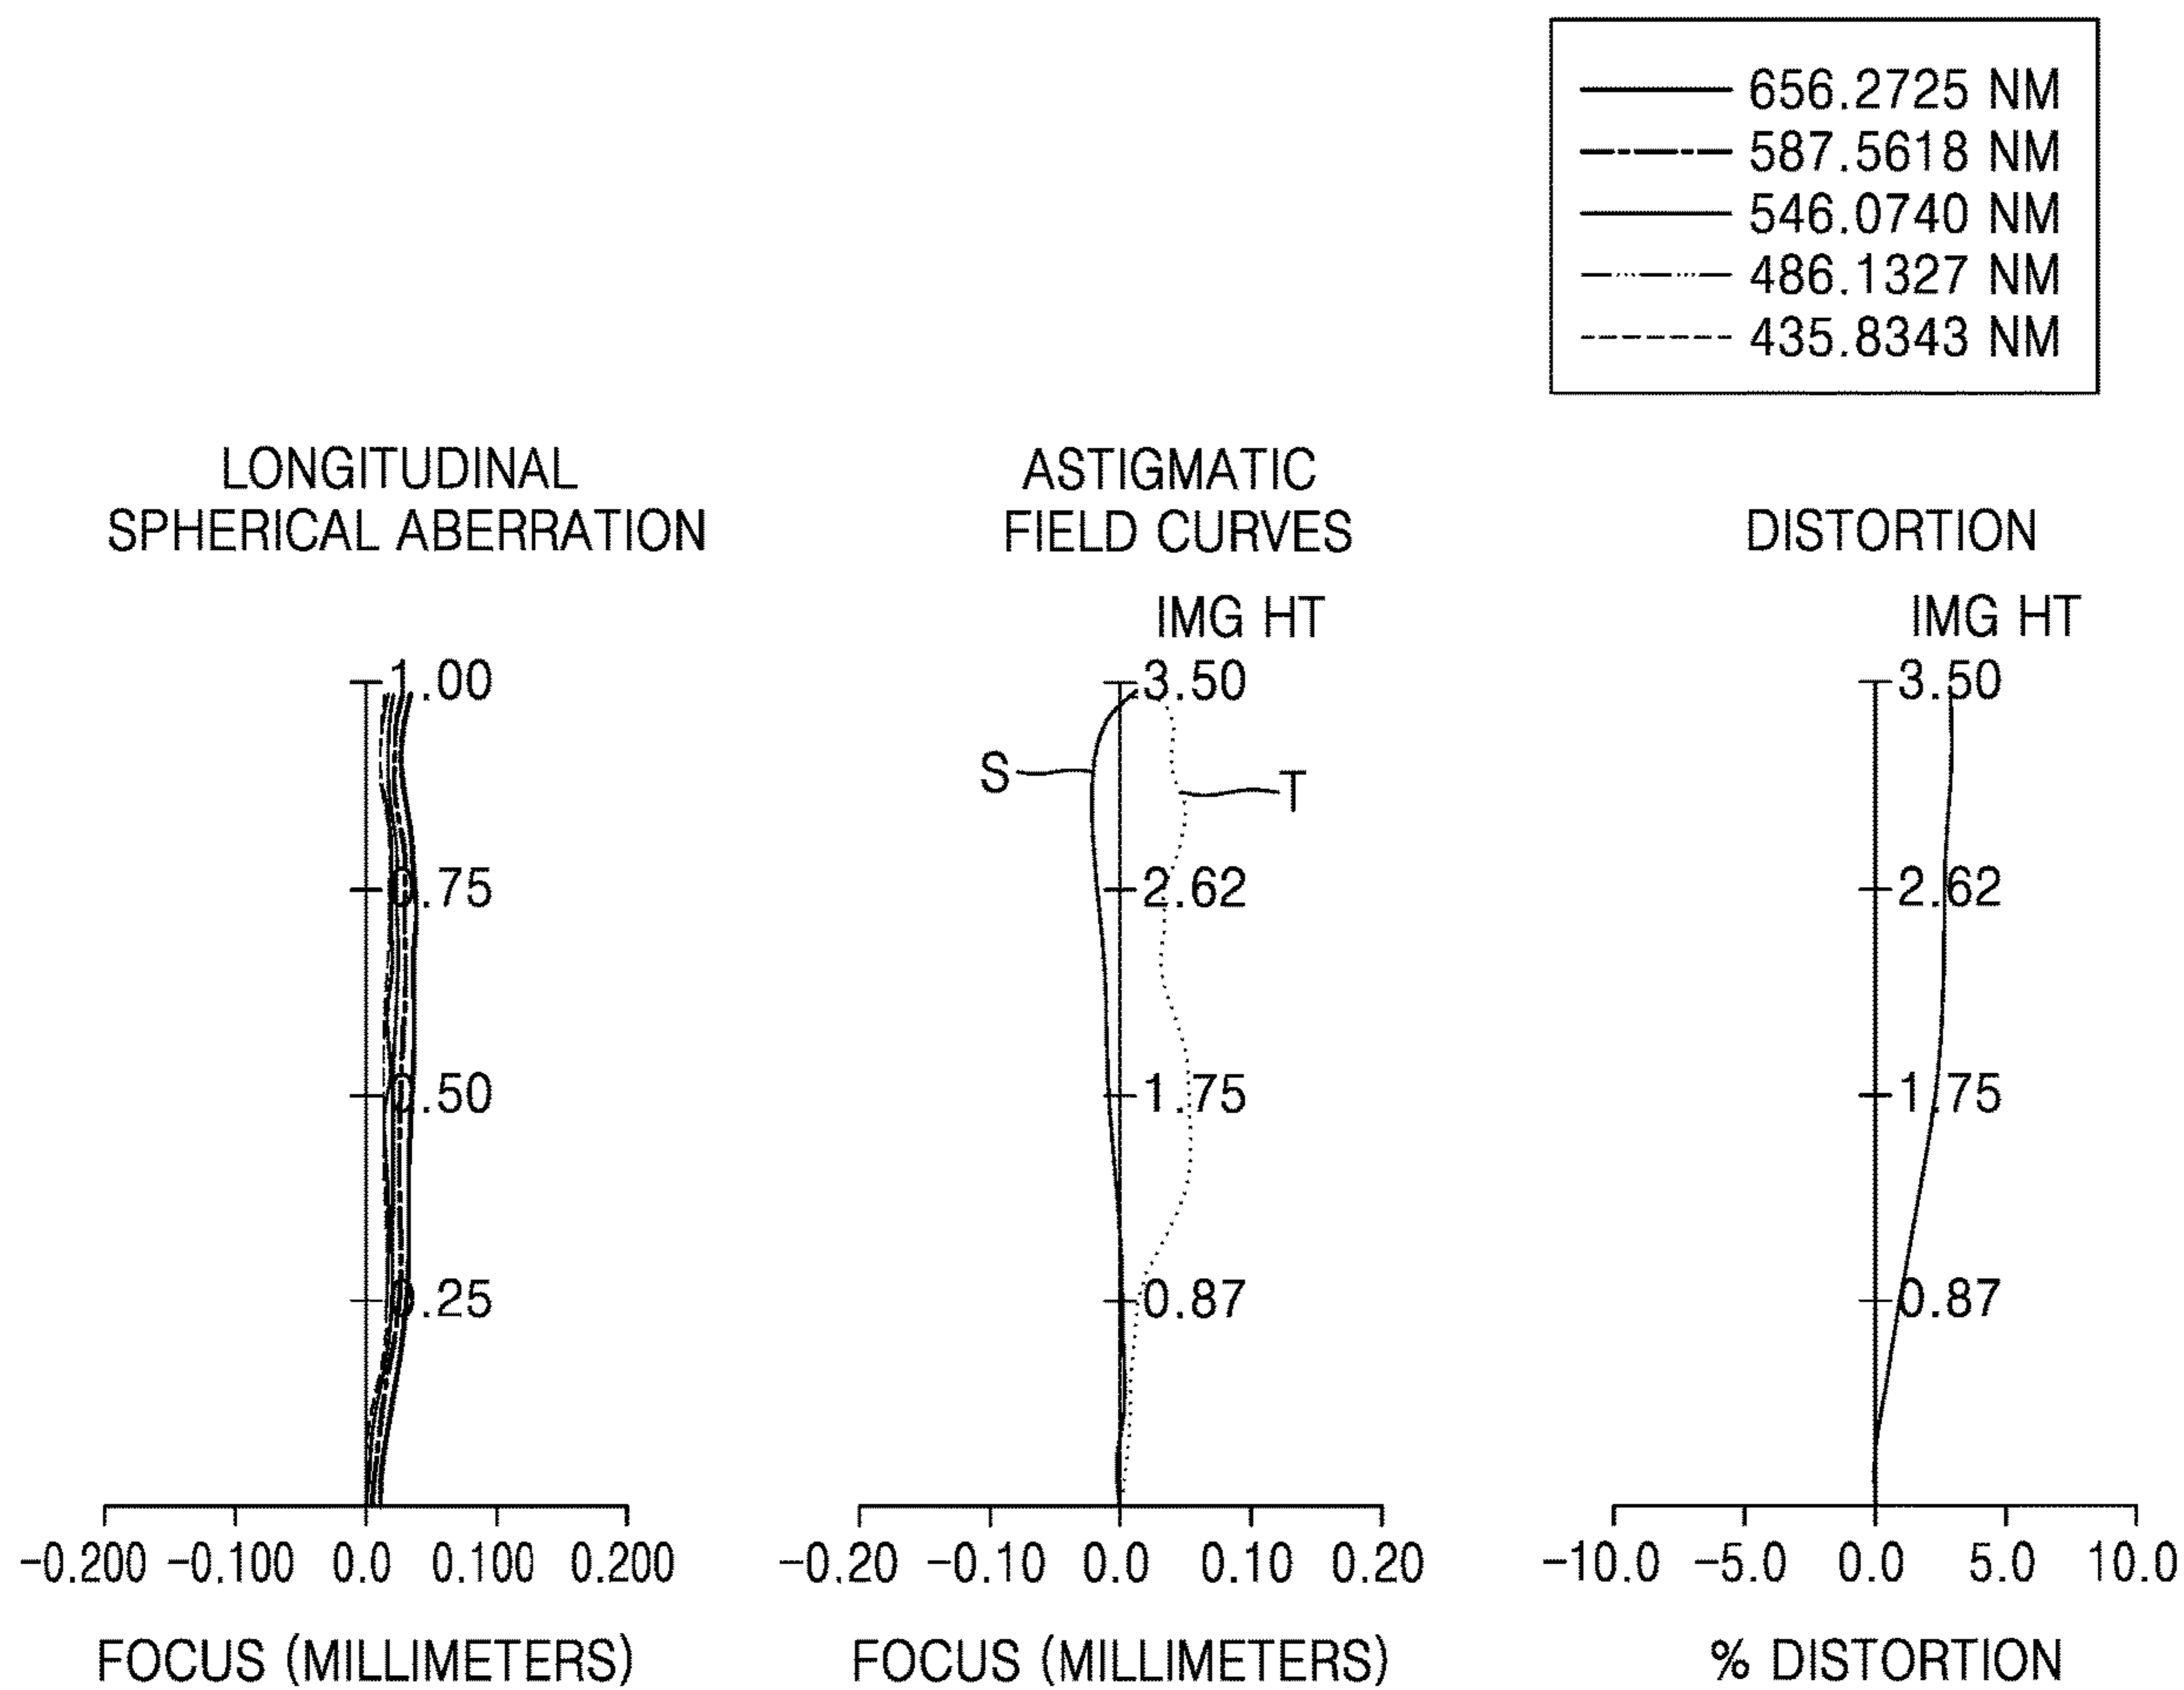 656.2725 NM
587.5618 NM
546.0740 NM
486.1327 NM
435.8343 NM
LONGITUDINAL
SPHERICAL ABERRATION
1.00
.75
.50
.25
-0.200 -0.100 0.0 0.100 0.200
FOCUS (MILLIMETERS)
ASTIGMATIC
FIELD CURVES
IMG HT
3.50
S
T
2.62
1.75
0.87
-0.20 -0.10 0.0 0.10 0.20
FOCUS (MILLIMETERS)
DISTORTION
IMG HT
3.50
2.62
1.75
0.87
-10.0 -5.0 0.0 5.0 10.0
% DISTORTION